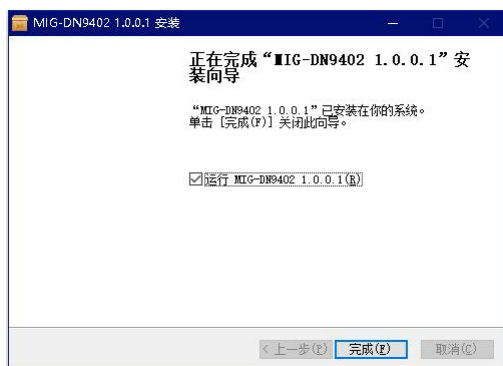 MIG-DN9402 1.0.0.1 安装
正在完成“MIG-DN9402 1.0.0.1”安
装向导
“MIG-DN9402 1.0.0.1”已安装在你的系统。
单击 [完成(F)] 关闭此向导。
运行 MIG-DN9402 1.0.0.1(R)
< 上一步(P) 完成(F) 取消(C)